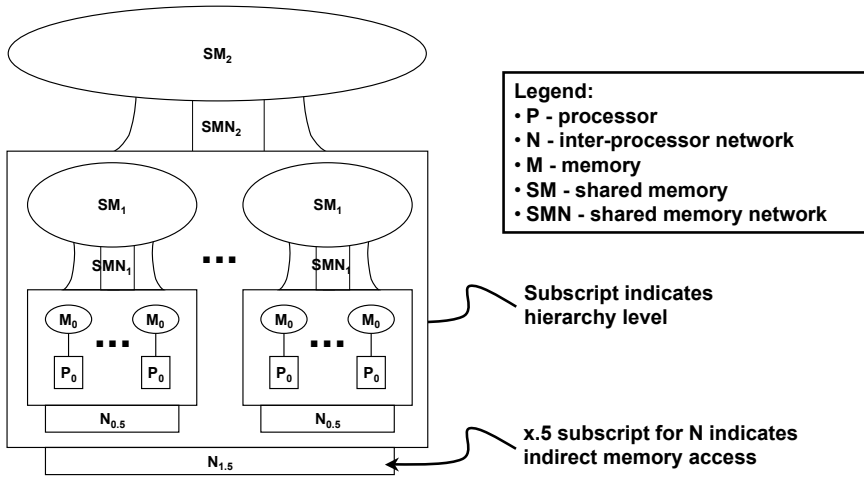 SM₂
SMN₂
SM₁ SM₁
SMN₁ SMN₁
...
M₀ ... M₀ M₀ ... M₀
P₀ P₀ P₀ P₀
N₀.₅ N₀.₅
N₁.₅
Legend:
• P - processor
• N - inter-processor network
• M - memory
• SM - shared memory
• SMN - shared memory network
Subscript indicates
hierarchy level
x.5 subscript for N indicates
indirect memory access